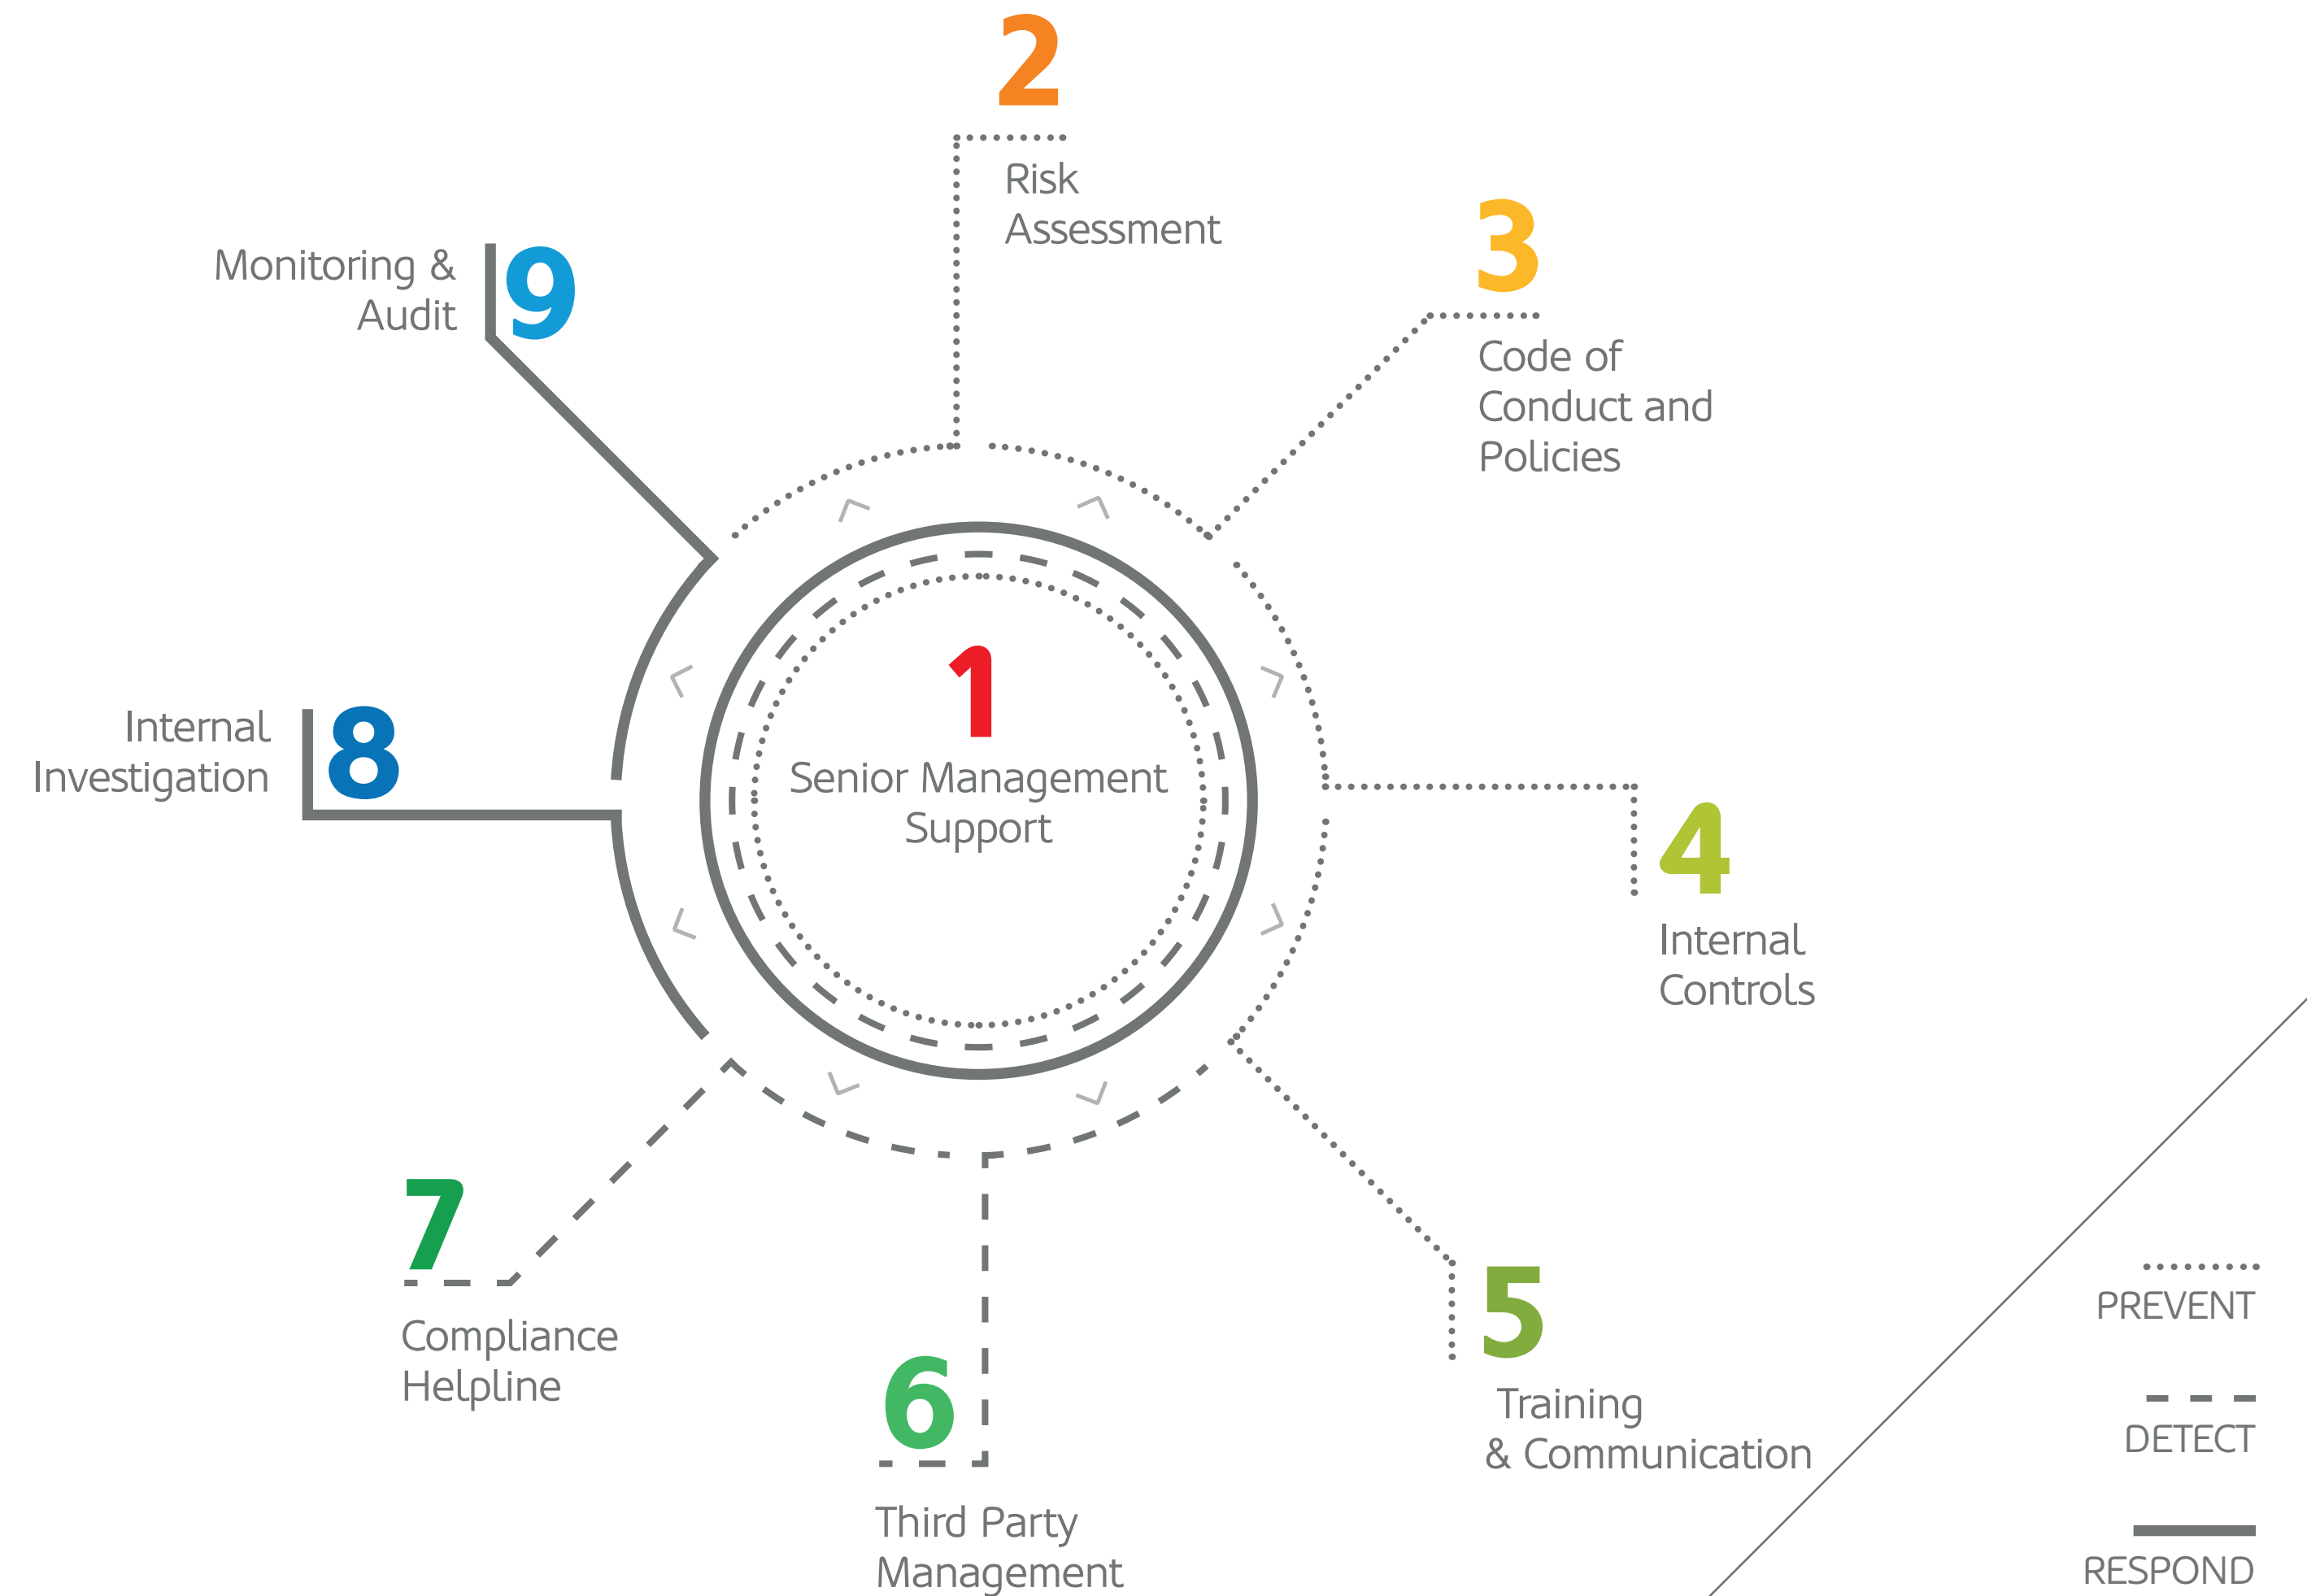 2
Risk
Assessment
3
Code of
Conduct and
Policies
Monitoring &
Audit
9
1
Senior Management
Support
Internal
Investigation
8
4
Internal
Controls
7
Compliance
Helpline
5
Training
& Communication
6
Third Party
Management
PREVENT
DETECT
RESPOND